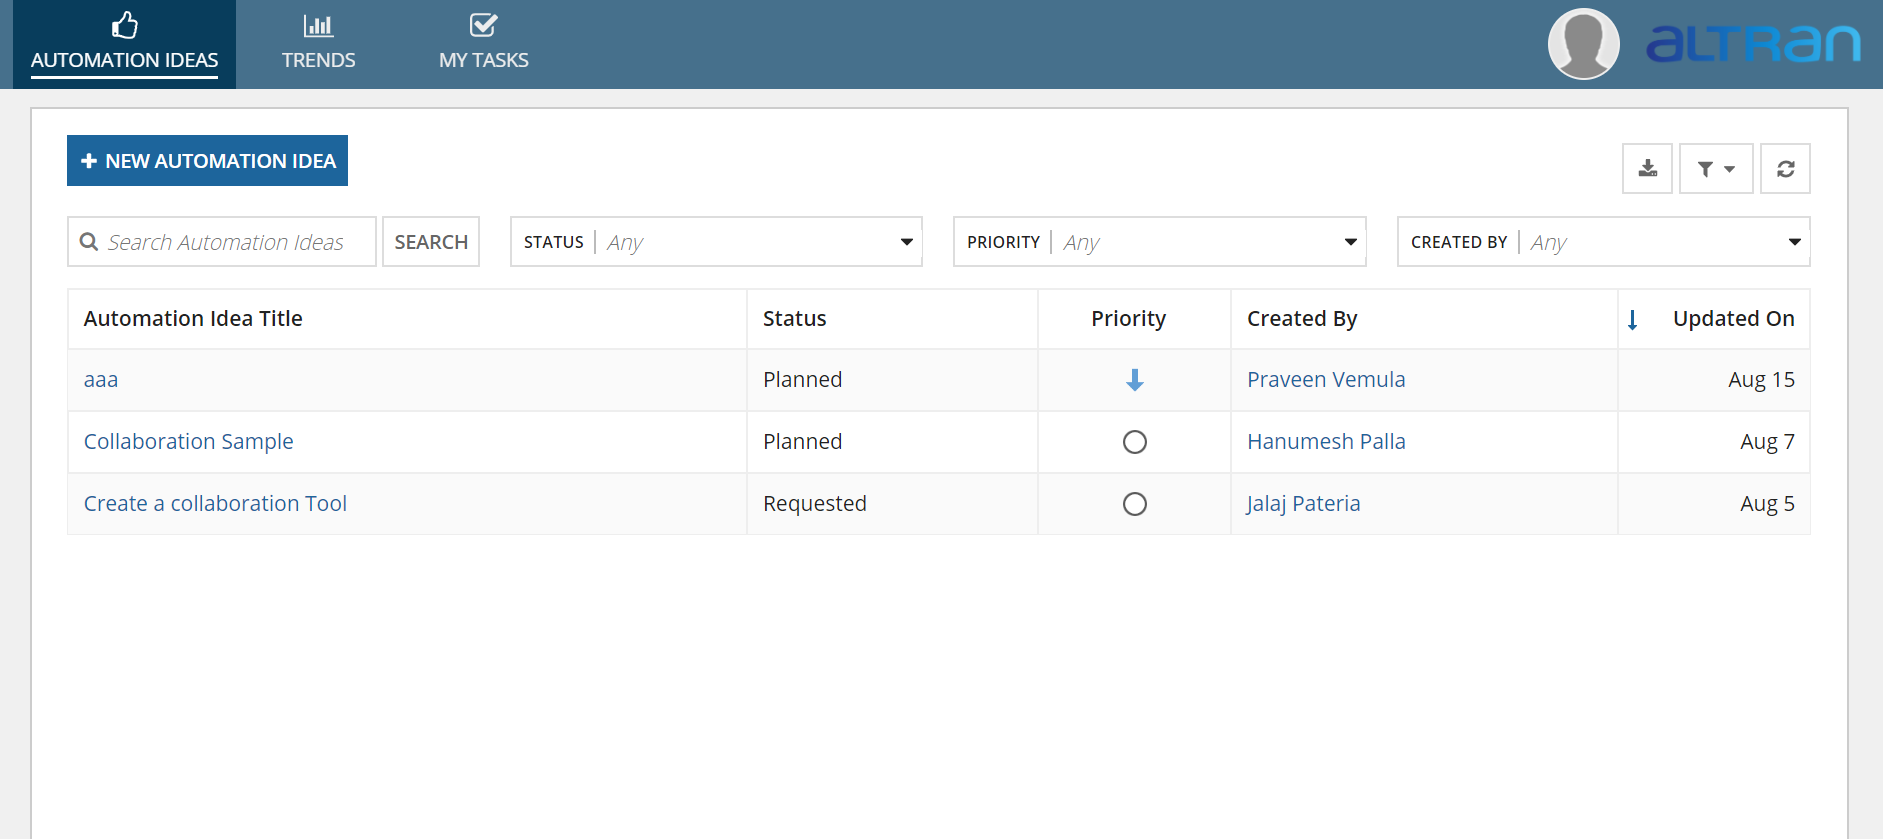 AUTOMATION IDEAS TRENDS MY TASKS aLTRan
NEW AUTOMATION IDEA
Search Automation Ideas SEARCH STATUS Any PRIORITY Any CREATED BY Any
Automation Idea Title Status Priority Created By Updated On
aaa Planned Praveen Vemula Aug 15
Collaboration Sample Planned Hanumesh Palla Aug 7
Create a collaboration Tool Requested Jalaj Pateria Aug 5